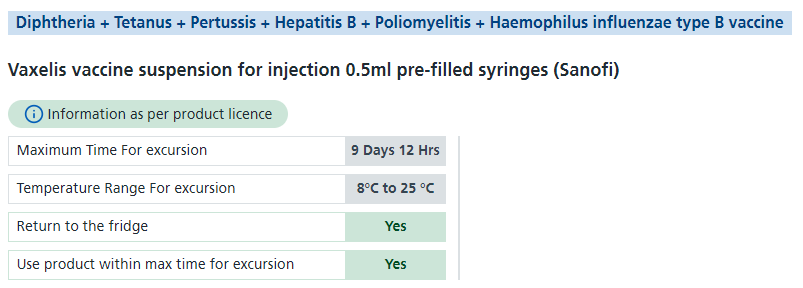 Diphtheria + Tetanus + Pertussis + Hepatitis B + Poliomyelitis + Haemophilus influenzae type B vaccine
Vaxelis vaccine suspension for injection 0.5ml pre-filled syringes (Sanofi)
Information as per product licence
Maximum Time For excursion 9 Days 12 Hrs
Temperature Range For excursion 8°C to 25 °C
Return to the fridge Yes
Use product within max time for excursion Yes